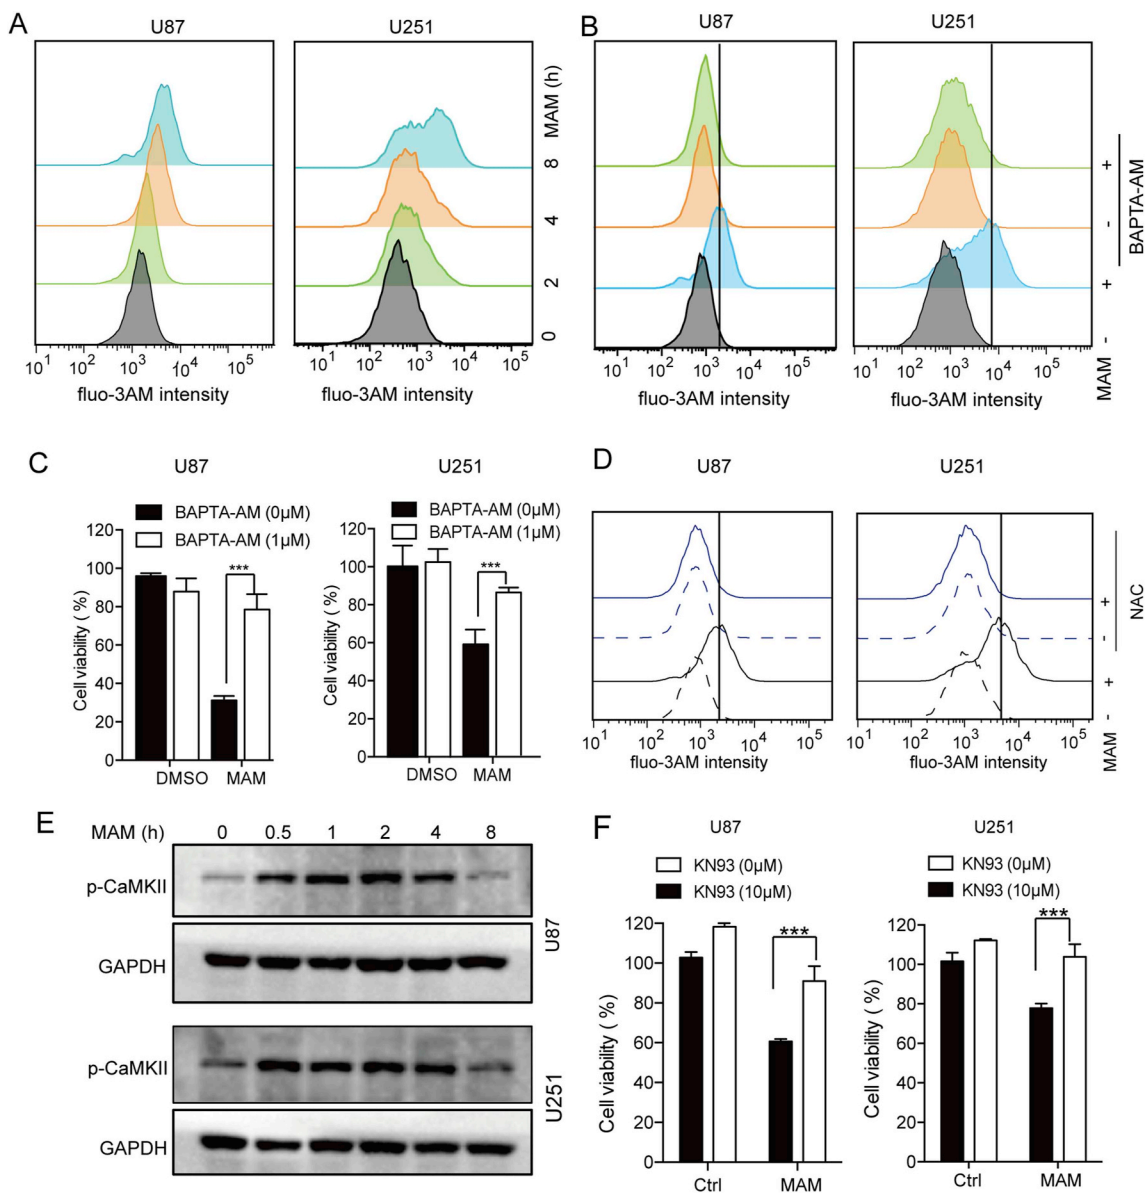 A
U87
U251
MAM (h)
8
4
2
0
10¹ 10² 10³ 10⁴ 10⁵
10¹ 10² 10³ 10⁴ 10⁵
fluo-3AM intensity
fluo-3AM intensity
B
U87
U251
+
-
+
-
BAPTA-AM
MAM
10¹ 10² 10³ 10⁴ 10⁵
10¹ 10² 10³ 10⁴ 10⁵
fluo-3AM intensity
fluo-3AM intensity
C
U87
BAPTA-AM (0μM)
BAPTA-AM (1μM)
Cell viability ( %)
120
100
80
60
40
20
0
***
DMSO MAM
U251
BAPTA-AM (0μM)
BAPTA-AM (1μM)
Cell viability ( %)
120
100
80
60
40
20
0
***
DMSO MAM
D
U87
U251
+
-
+
-
NAC
MAM
10¹ 10² 10³ 10⁴ 10⁵
10¹ 10² 10³ 10⁴ 10⁵
fluo-3AM intensity
fluo-3AM intensity
E
MAM (h) 0 0.5 1 2 4 8
p-CaMKII
GAPDH
U87
p-CaMKII
GAPDH
U251
F
U87
KN93 (0μM)
KN93 (10μM)
Cell viability ( %)
120
100
80
60
40
20
0
***
Ctrl MAM
U251
KN93 (0μM)
KN93 (10μM)
Cell viability ( %)
120
100
80
60
40
20
0
***
Ctrl MAM